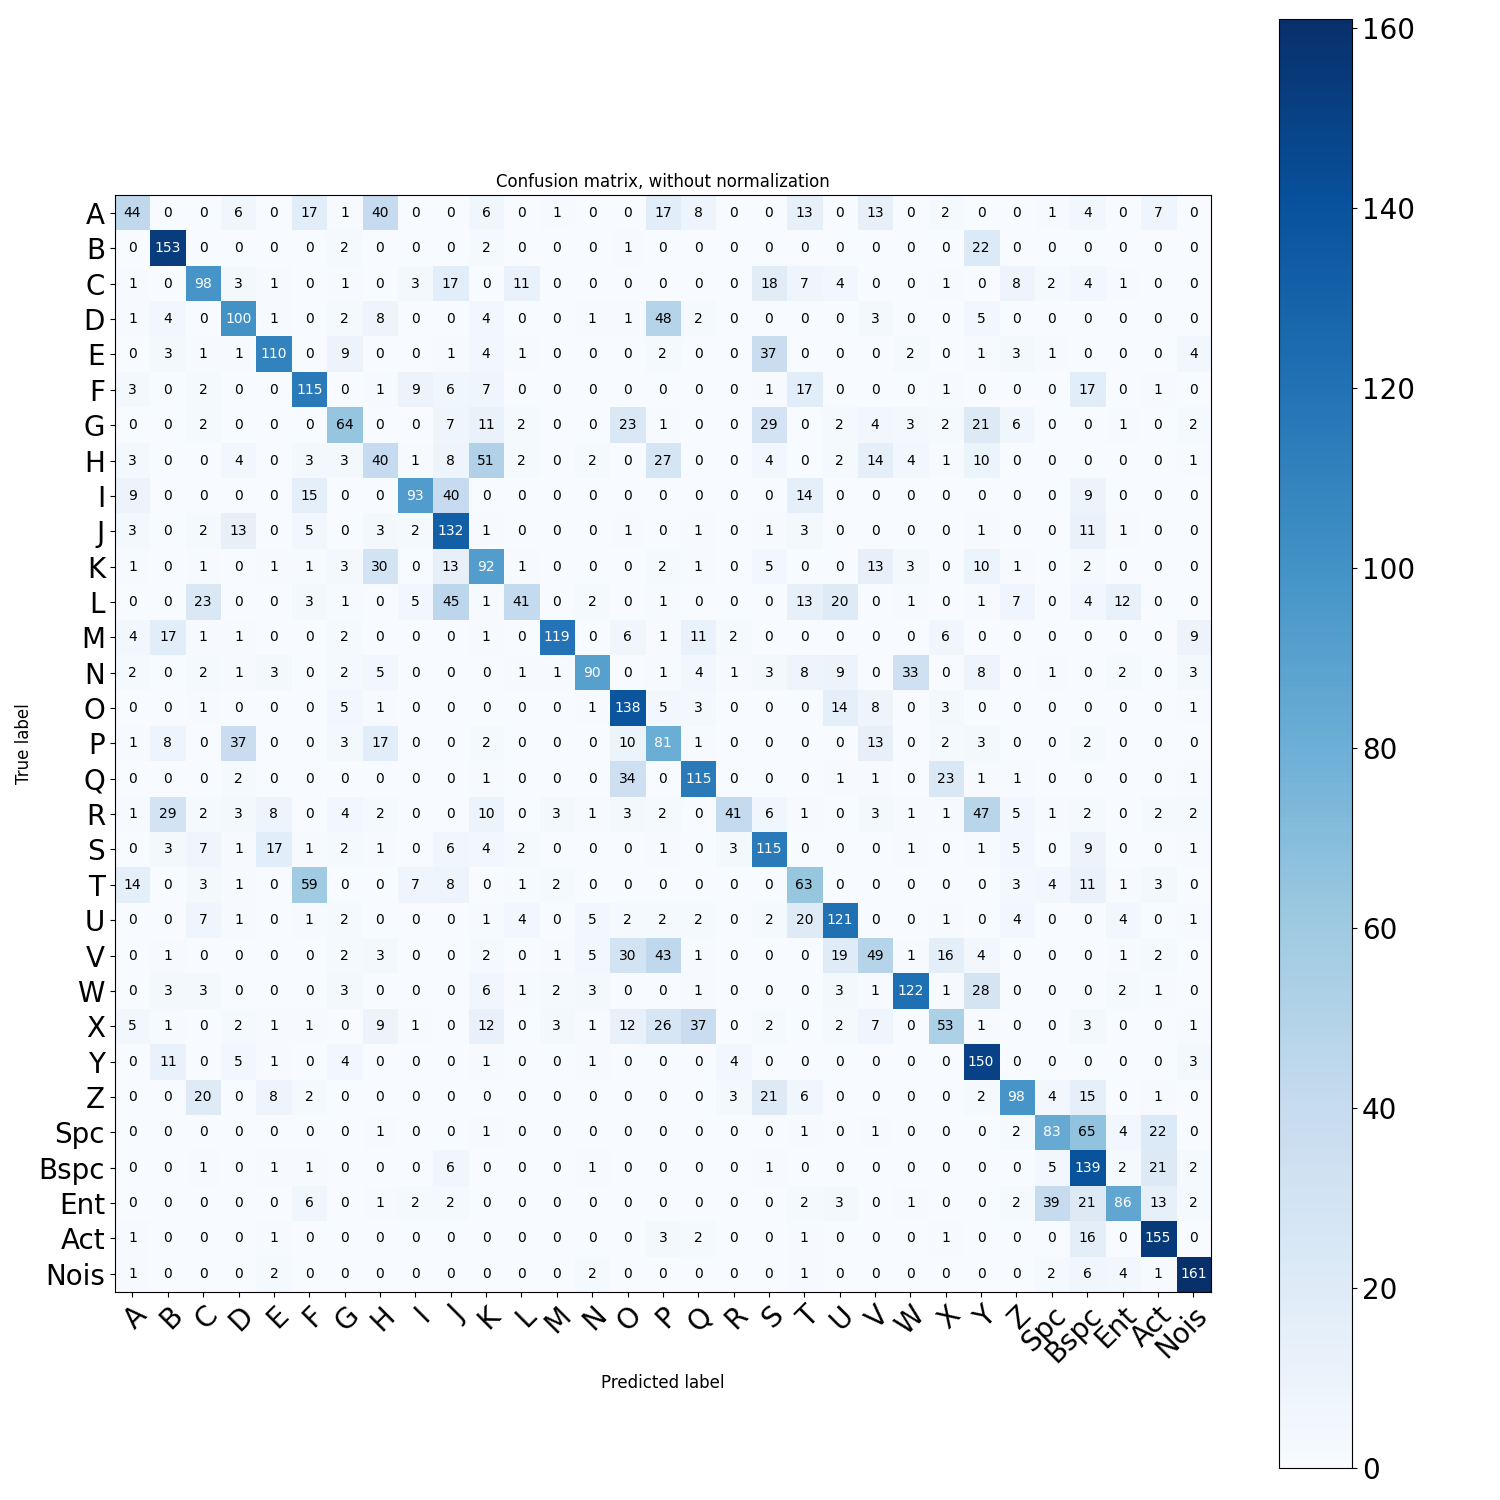 Confusion matrix, without normalization
A 44 0 0 6 0 17 1 40 0 0 6 0 1 0 0 17 8 0 0 13 0 13 0 2 0 0 1 4 0 7 0
B 0 153 0 0 0 0 2 0 0 0 2 0 0 0 1 0 0 0 0 0 0 0 0 0 22 0 0 0 0 0 0
C 1 0 98 3 1 0 1 0 3 17 0 11 0 0 0 0 0 0 18 7 4 0 0 1 0 8 2 4 1 0 0
D 1 4 0 100 1 0 2 8 0 0 4 0 0 1 1 48 2 0 0 0 0 3 0 0 5 0 0 0 0 0 0
E 0 3 1 1 110 0 9 0 0 1 4 1 0 0 0 2 0 0 37 0 0 0 2 0 1 3 1 0 0 0 4
F 3 0 2 0 0 115 0 1 9 6 7 0 0 0 0 0 0 0 1 17 0 0 0 1 0 0 0 17 0 1 0
G 0 0 2 0 0 0 64 0 0 7 11 2 0 0 23 1 0 0 29 0 2 4 3 2 21 6 0 0 1 0 2
H 3 0 0 4 0 3 3 40 1 8 51 2 0 2 0 27 0 0 4 0 2 14 4 1 10 0 0 0 0 0 1
I 9 0 0 0 0 15 0 0 93 40 0 0 0 0 0 0 0 0 0 14 0 0 0 0 0 0 0 9 0 0 0
J 3 0 2 13 0 5 0 3 2 132 1 0 0 0 1 0 1 0 1 3 0 0 0 0 1 0 0 11 1 0 0
K 1 0 1 0 1 1 3 30 0 13 92 1 0 0 0 2 1 0 5 0 0 13 3 0 10 1 0 2 0 0 0
L 0 0 23 0 0 3 1 0 5 45 1 41 0 2 0 1 0 0 0 13 20 0 1 0 1 7 0 4 12 0 0
M 4 17 1 1 0 0 2 0 0 0 1 0 119 0 6 1 11 2 0 0 0 0 0 6 0 0 0 0 0 0 9
N 2 0 2 1 3 0 2 5 0 0 0 1 1 90 0 1 4 1 3 8 9 0 33 0 8 0 1 0 2 0 3
O 0 0 1 0 0 0 5 1 0 0 0 0 0 1 138 5 3 0 0 0 14 8 0 3 0 0 0 0 0 0 1
P 1 8 0 37 0 0 3 17 0 0 2 0 0 0 10 81 1 0 0 0 0 13 0 2 3 0 0 2 0 0 0
Q 0 0 0 2 0 0 0 0 0 0 1 0 0 0 34 0 115 0 0 0 1 1 0 23 1 1 0 0 0 0 1
R 1 29 2 3 8 0 4 2 0 0 10 0 3 1 3 2 0 41 6 1 0 3 1 1 47 5 1 2 0 2 2
S 0 3 7 1 17 1 2 1 0 6 4 2 0 0 0 1 0 3 115 0 0 0 1 0 1 5 0 9 0 0 1
T 14 0 3 1 0 59 0 0 7 8 0 1 2 0 0 0 0 0 0 63 0 0 0 0 0 3 4 11 1 3 0
U 0 0 7 1 0 1 2 0 0 0 1 4 0 5 2 2 2 0 2 20 121 0 0 1 0 4 0 0 4 0 1
V 0 1 0 0 0 0 2 3 0 0 2 0 1 5 30 43 1 0 0 0 19 49 1 16 4 0 0 0 1 2 0
W 0 3 3 0 0 0 3 0 0 0 6 1 2 3 0 0 1 0 0 0 3 1 122 1 28 0 0 0 2 1 0
X 5 1 0 2 1 1 0 9 1 0 12 0 3 1 12 26 37 0 2 0 2 7 0 53 1 0 0 3 0 0 1
Y 0 11 0 5 1 0 4 0 0 0 1 0 0 1 0 0 0 4 0 0 0 0 0 0 150 0 0 0 0 0 3
Z 0 0 20 0 8 2 0 0 0 0 0 0 0 0 0 0 0 3 21 6 0 0 0 0 2 98 4 15 0 1 0
Spc 0 0 0 0 0 0 0 1 0 0 1 0 0 0 0 0 0 0 0 1 0 1 0 0 0 2 83 65 4 22 0
Bspc 0 0 1 0 1 1 0 0 0 6 0 0 0 1 0 0 0 0 1 0 0 0 0 0 0 0 5 139 2 21 2
Ent 0 0 0 0 0 6 0 1 2 2 0 0 0 0 0 0 0 0 0 2 3 0 1 0 0 2 39 21 86 13 2
Act 1 0 0 0 1 0 0 0 0 0 0 0 0 0 0 3 2 0 0 1 0 0 0 1 0 0 0 16 0 155 0
Nois 1 0 0 0 2 0 0 0 0 0 0 0 0 2 0 0 0 0 0 1 0 0 0 0 0 0 2 6 4 1 161
A B C D E F G H I J K L M N O P Q R S T U V W X Y Z Spc Bspc Ent Act Nois
Predicted label
True label
160
140
120
100
80
60
40
20
0